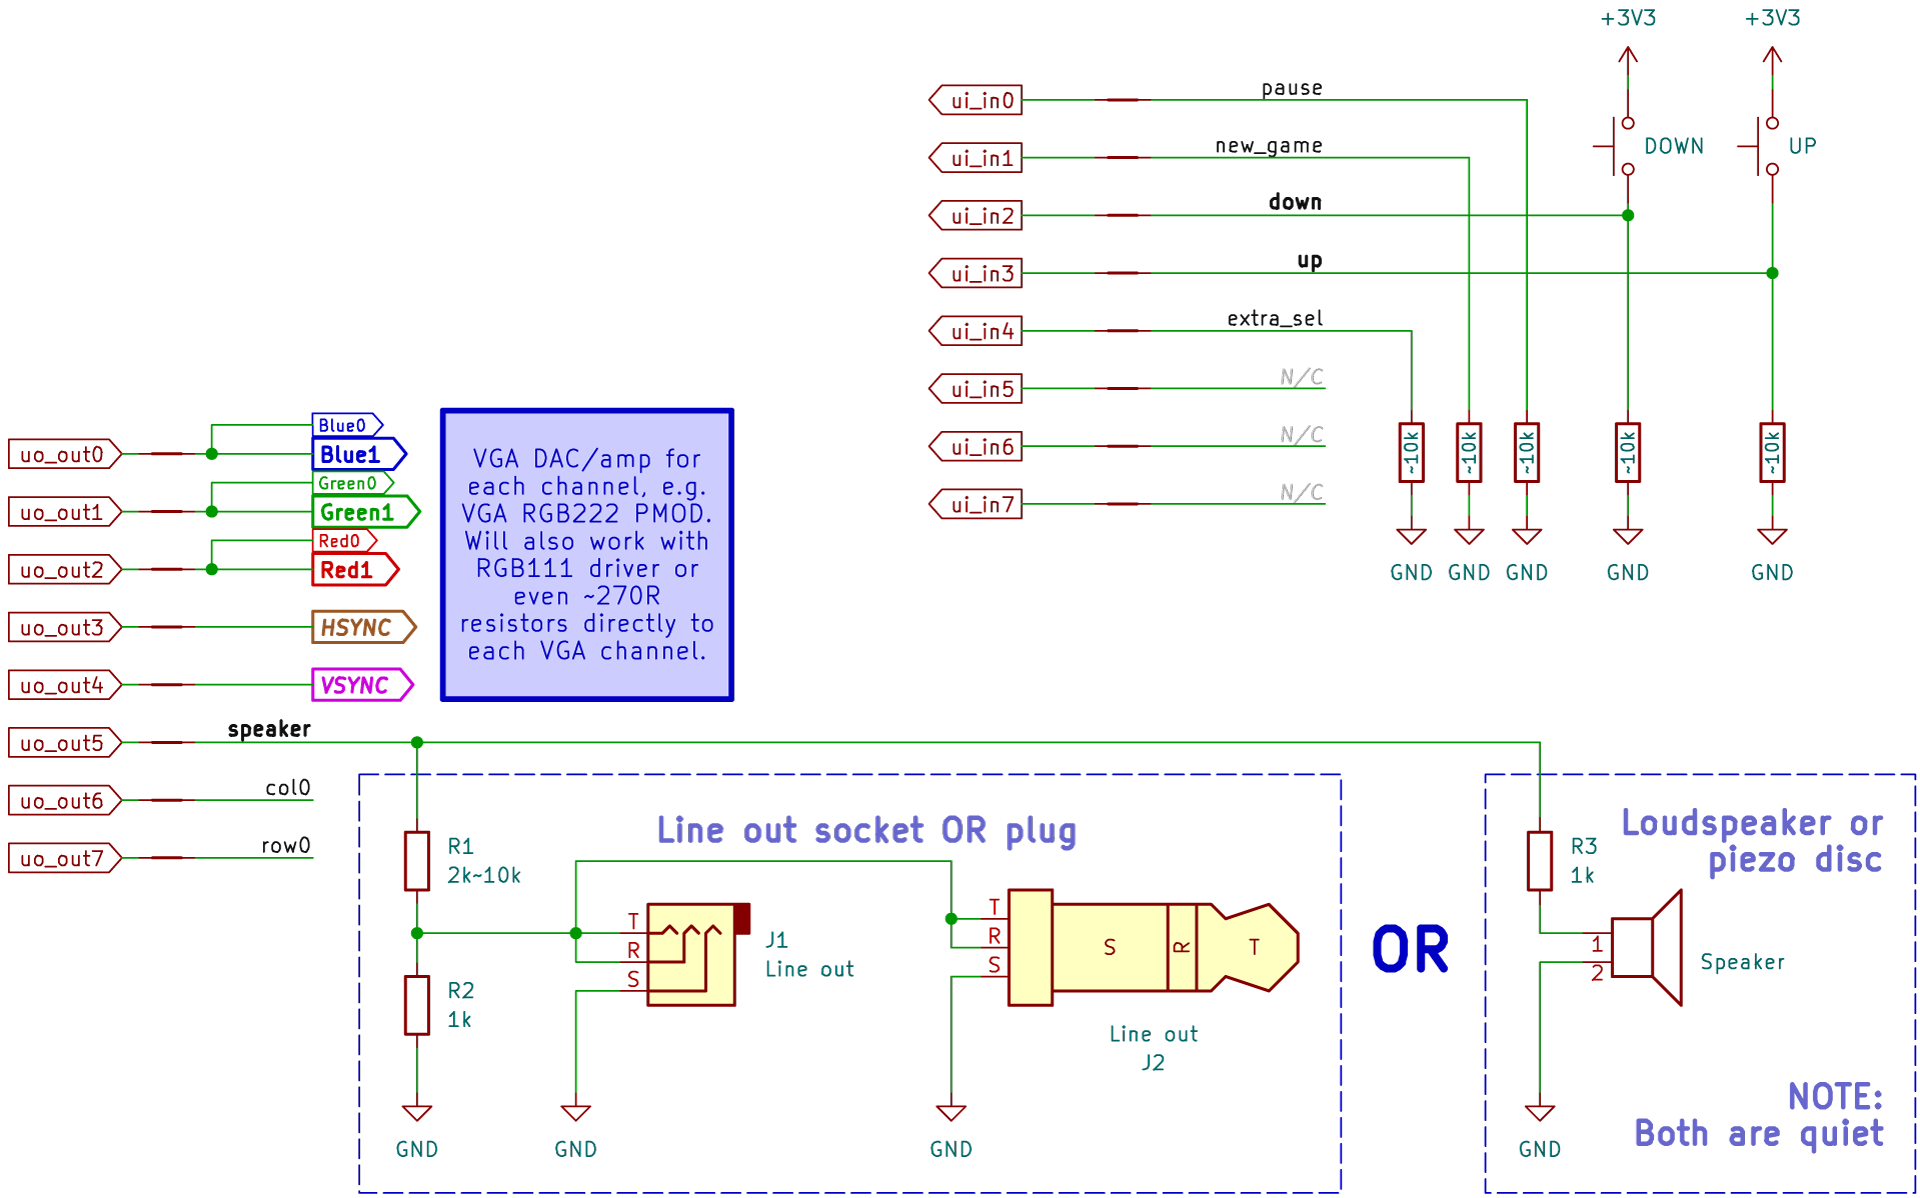 +3V3
+3V3
ui_in0
pause
ui_in1
new_game
DOWN
UP
ui_in2
down
ui_in3
up
ui_in4
extra_sel
ui_in5
N/C
ui_in6
N/C
ui_in7
N/C
~10k
~10k
~10k
~10k
~10k
GND
GND
GND
GND
GND
uo_out0
Blue0
Blue1
uo_out1
Green0
Green1
uo_out2
Red0
Red1
uo_out3
HSYNC
uo_out4
VSYNC
VGA DAC/amp for
each channel, e.g.
VGA RGB222 PMOD.
Will also work with
RGB111 driver or
even ~270R
resistors directly to
each VGA channel.
uo_out5
speaker
uo_out6
col0
uo_out7
row0
Line out socket OR plug
R1
2k~10k
R2
1k
T
R
S
J1
Line out
T
R
S
S
R
T
Line out
J2
GND
GND
GND
OR
Loudspeaker or
piezo disc
R3
1k
1
2
Speaker
NOTE:
Both are quiet
GND